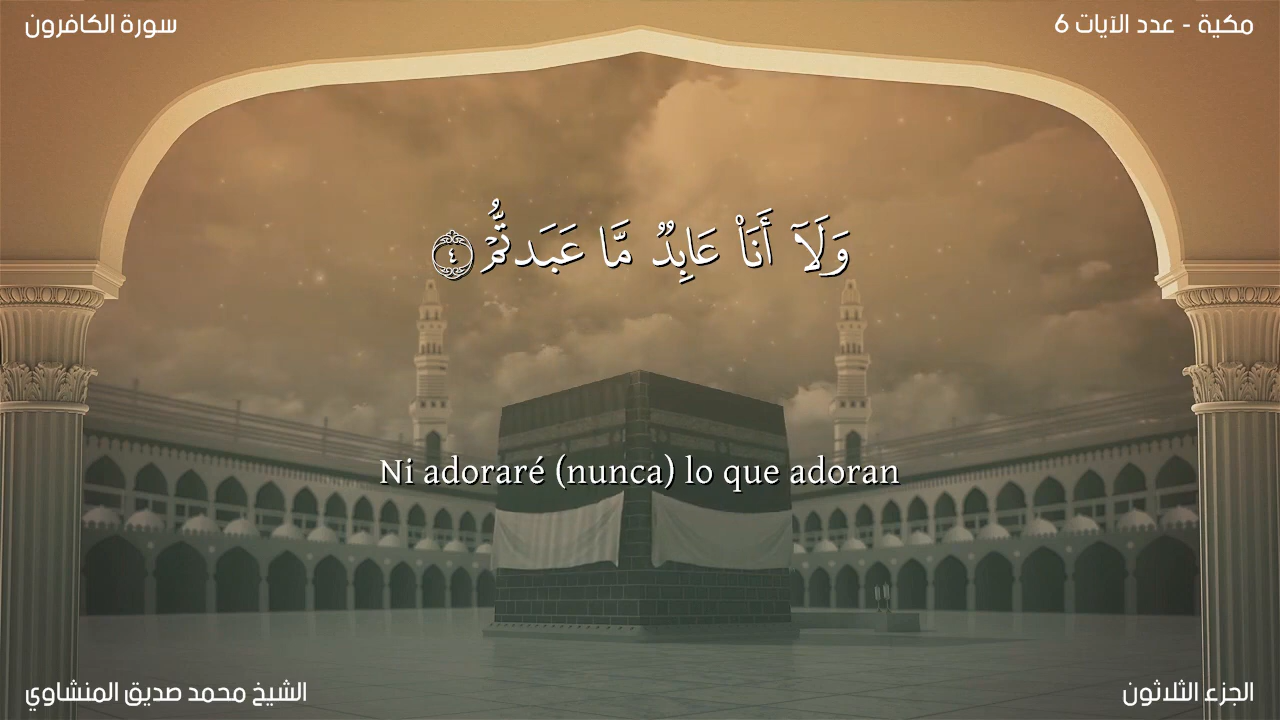 مكية - عدد الآيات 6
سورة الكافرون
وَلَآ أَنَا۠ عَابِدٌۭ مَّا عَبَدتُّمْ ٤
Ni adoraré (nunca) lo que adoran
الجزء الثلاثون
الشيخ محمد صديق المنشاوي